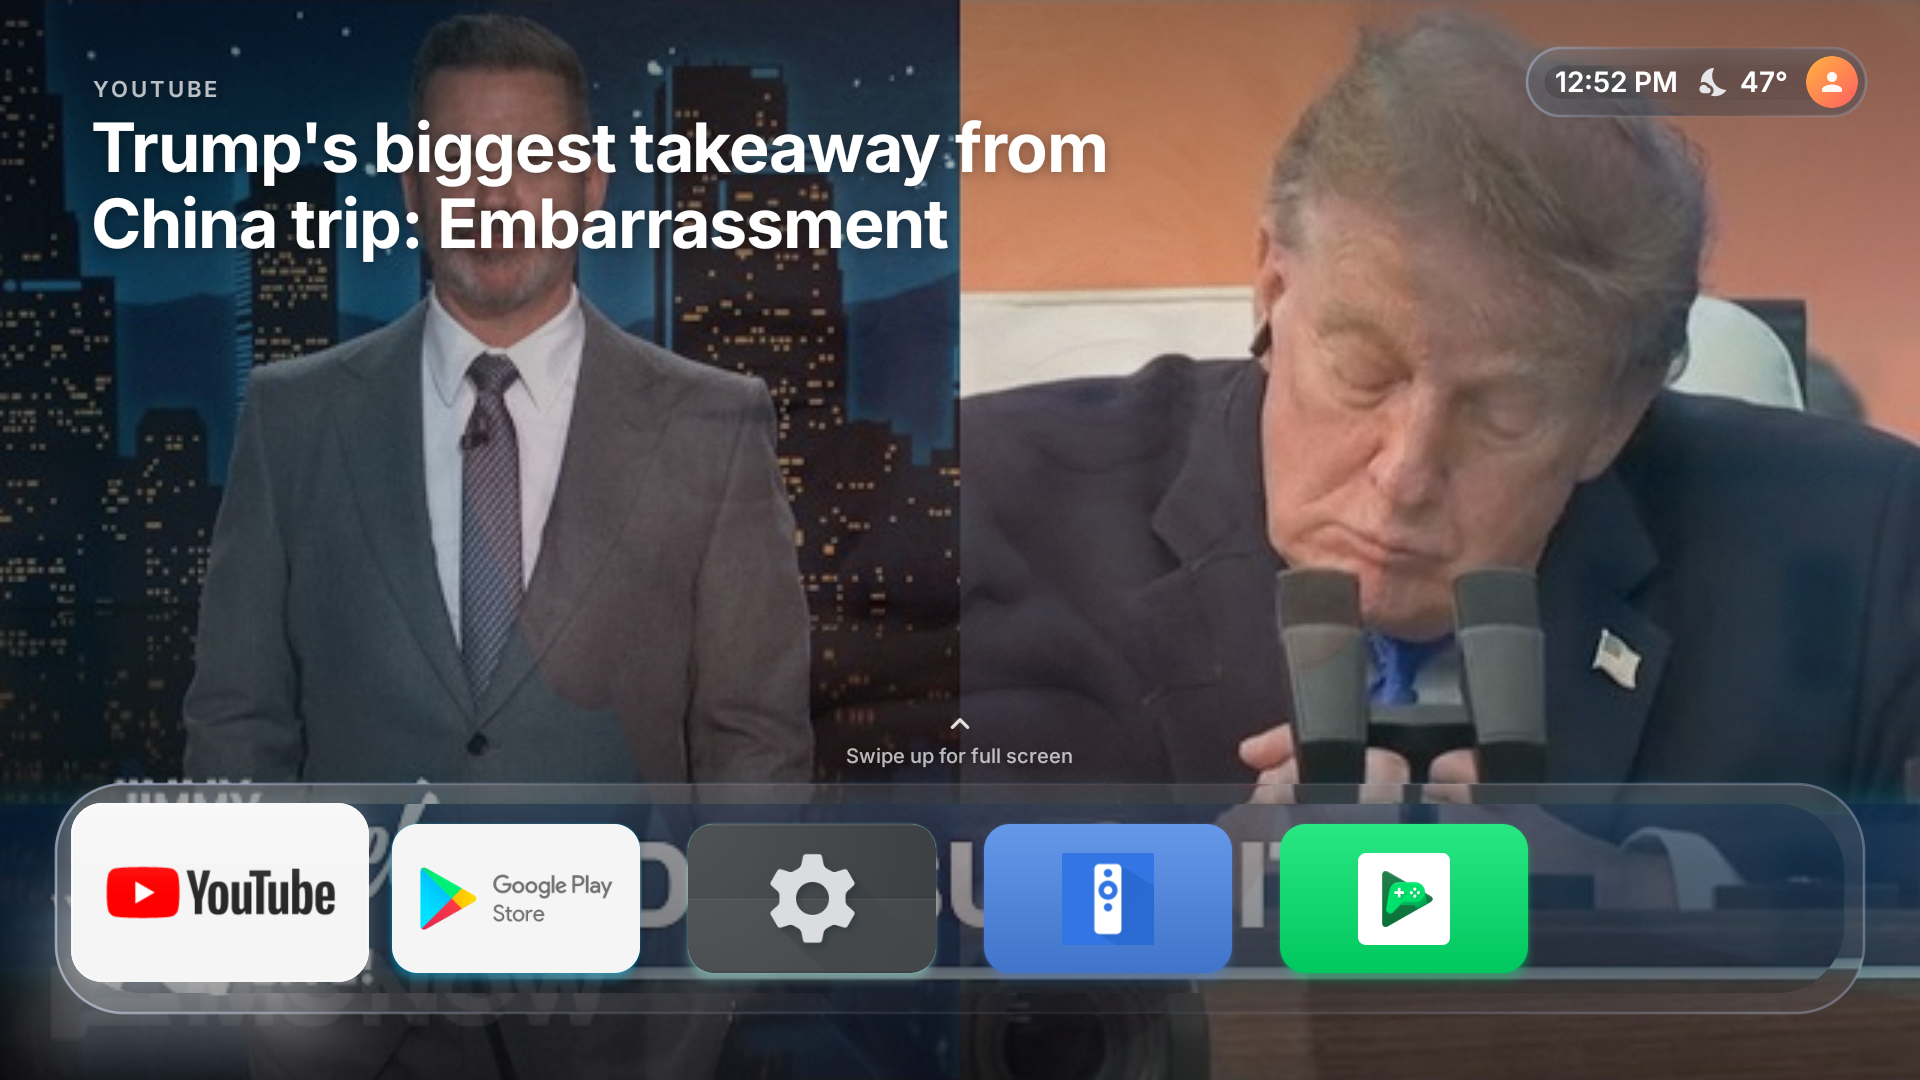 YOUTUBE
Trump's biggest takeaway from
China trip: Embarrassment
12:52 PM 47°
Swipe up for full screen
JIMMY
YouTube
Google Play
Store